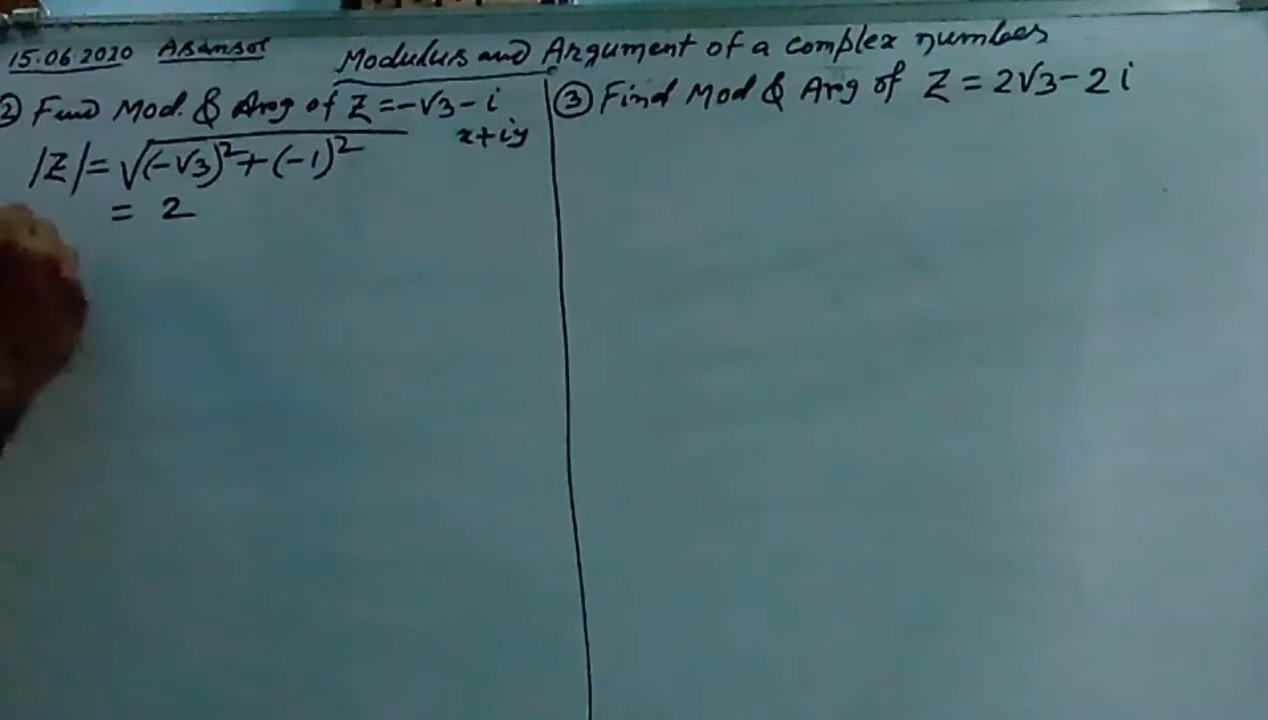 15.06.2020 Asansol Modulus and Argument of a complex number
② Find Mod. & Arg of Z = -√3 - i
x+iy
|Z| = √(-√3)²+(-1)²
= 2
③ Find Mod & Arg of Z = 2√3 - 2i